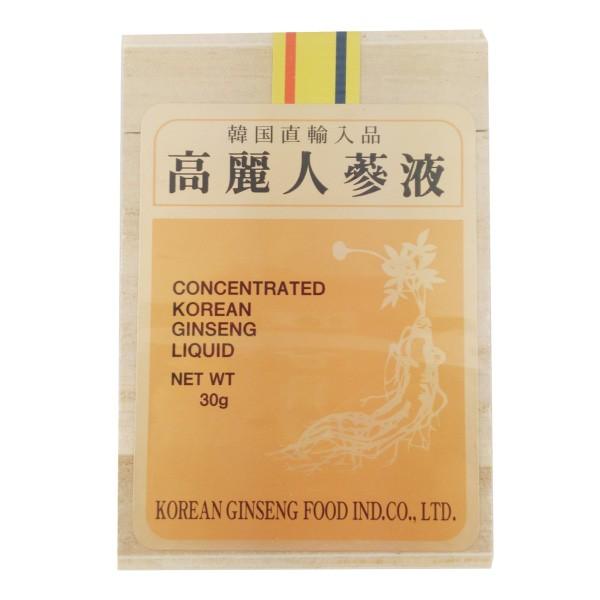 韓国直輸入品
高麗人蔘液
CONCENTRATED
KOREAN
GINSENG
LIQUID
NET WT
30g
KOREAN GINSENG FOOD IND.CO., LTD.